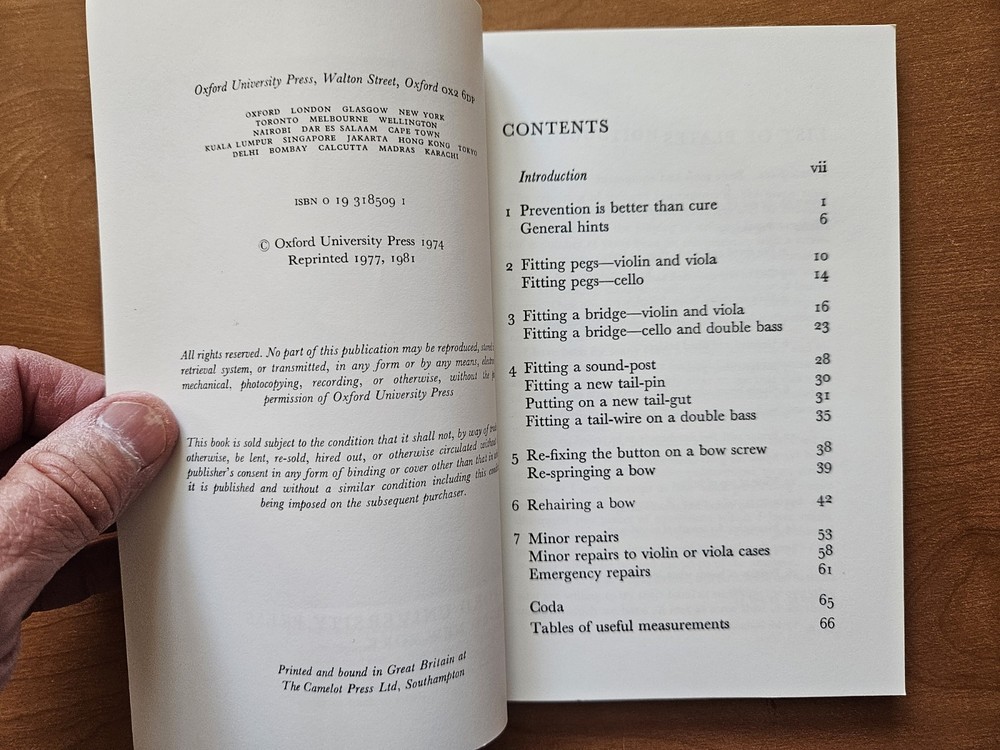 Oxford University Press, Walton Street, Oxford OX2 6DP
OXFORD LONDON GLASGOW NEW YORK
TORONTO MELBOURNE WELLINGTON
NAIROBI DAR ES SALAAM CAPE TOWN
KUALA LUMPUR SINGAPORE JAKARTA HONG KONG TOKYO
DELHI BOMBAY CALCUTTA MADRAS KARACHI
ISBN 0 19 318509 1
© Oxford University Press 1974
Reprinted 1977, 1981
All rights reserved. No part of this publication may be reproduced,
retrieval system, or transmitted, in any form or by any means,
mechanical, photocopying, recording, or otherwise, without the
permission of Oxford University Press
This book is sold subject to the condition that it shall not, by way of
otherwise, be lent, re-sold, hired out, or otherwise circulated
publisher's consent in any form of binding or cover other than that in
it is published and without a similar condition including this
being imposed on the subsequent purchaser.
Printed and bound in Great Britain at
The Camelot Press Ltd, Southampton
CONTENTS
Introduction vii
1 Prevention is better than cure 1
General hints 6
2 Fitting pegs—violin and viola 10
Fitting pegs—cello 14
3 Fitting a bridge—violin and viola 16
Fitting a bridge—cello and double bass 23
4 Fitting a sound-post 28
Fitting a new tail-pin 30
Putting on a new tail-gut 31
Fitting a tail-wire on a double bass 35
5 Re-fixing the button on a bow screw 38
Re-springing a bow 39
6 Rehairing a bow 42
7 Minor repairs 53
Minor repairs to violin or viola cases 58
Emergency repairs 61
Coda 65
Tables of useful measurements 66